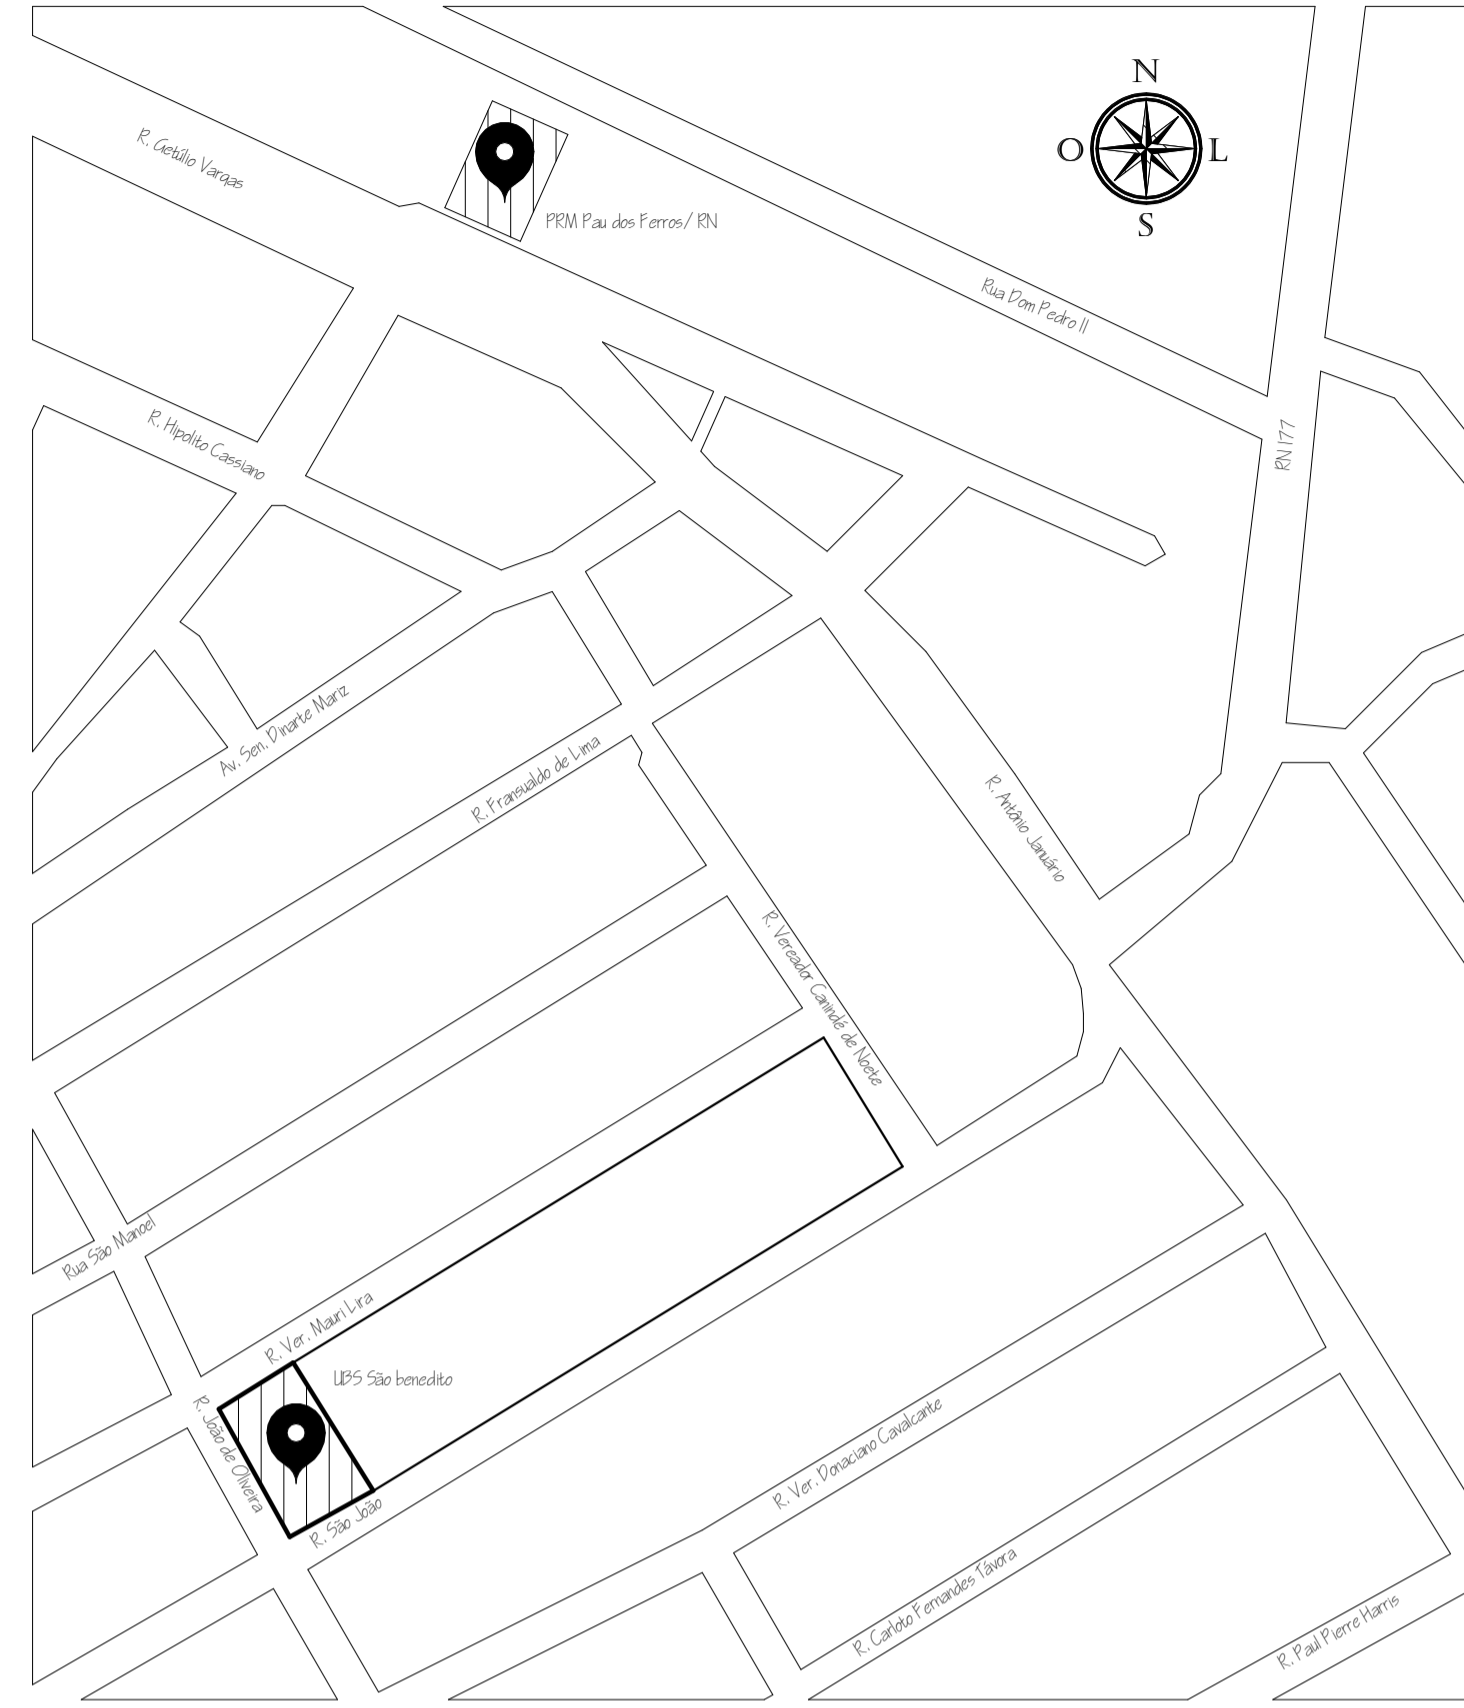 N
O
L
S
R. Getúlio Vargas
PRM Pau dos Ferros/ RN
Rua Dom Pedro II
R. Hipolito Cassiano
RN 177
Av. Sen. Dinarte Mariz
R. Fransualdo de Lima
R. Antônio Januário
R. Vereador Canindé de Noete
Rua São Manoel
R. Ver. Mauri Lira
UBS São benedito
R. João de Oliveira
R. São João
R. Ver. Donaciano Cavalcante
R. Carloto Fernandes Távora
R. Paul Pierre Harris